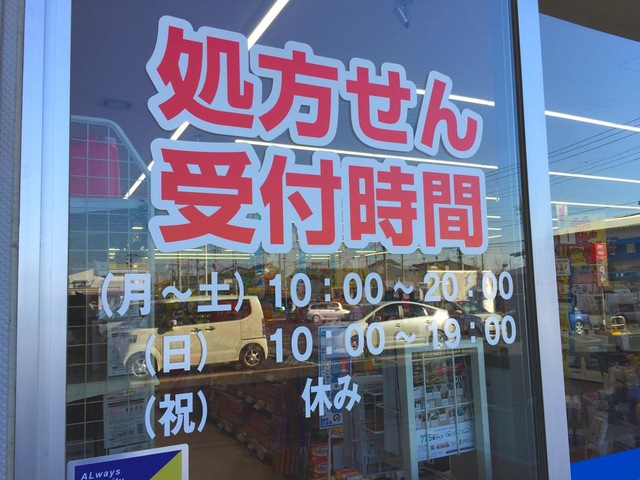 処方せん
受付時間
(月〜土) 10:00〜20:00
(日) 10:00〜19:00
(祝) 休み
ALways